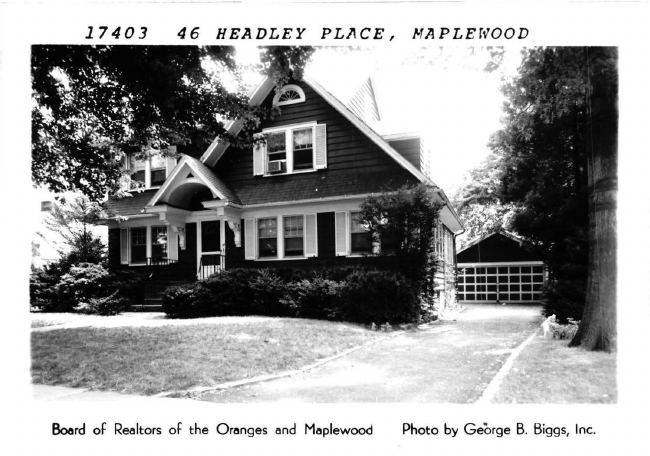 17403 46 HEADLEY PLACE, MAPLEWOOD
Board of Realtors of the Oranges and Maplewood Photo by George B. Biggs, Inc.